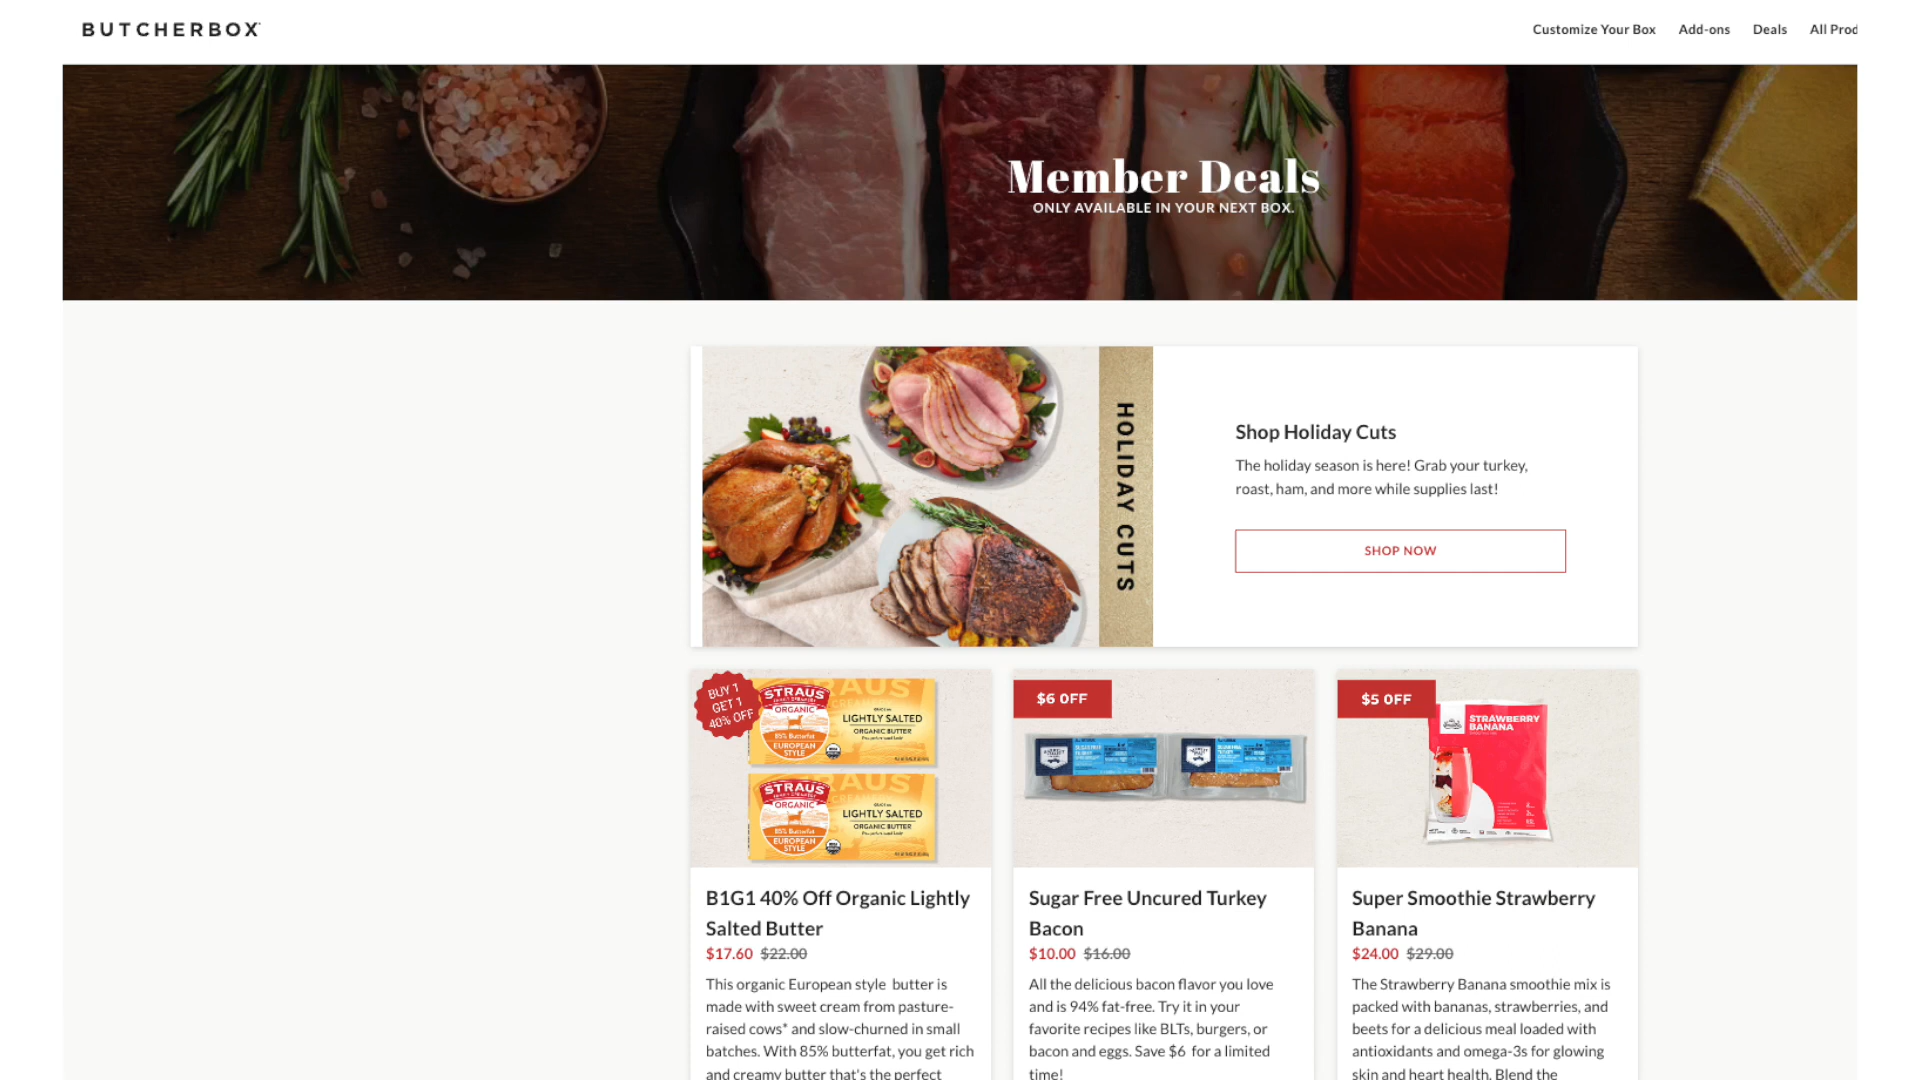 BUTCHERBOX
Customize Your Box Add-ons Deals All Prod
Member Deals
ONLY AVAILABLE IN YOUR NEXT BOX.
HOLIDAY CUTS
Shop Holiday Cuts
The holiday season is here! Grab your turkey,
roast, ham, and more while supplies last!
SHOP NOW
BUY 1
GET 1
40% OFF
STRAUS
ORGANIC
85% Butterfat
EUROPEAN
STYLE
LIGHTLY SALTED
ORGANIC BUTTER
STRAUS
ORGANIC
85% Butterfat
EUROPEAN
STYLE
LIGHTLY SALTED
ORGANIC BUTTER
B1G1 40% Off Organic Lightly
Salted Butter
$17.60 $22.00
This organic European style butter is
made with sweet cream from pasture-
raised cows* and slow-churned in small
batches. With 85% butterfat, you get rich
and creamy butter that's the perfect
$6 OFF
Sugar Free Uncured Turkey
Bacon
$10.00 $16.00
All the delicious bacon flavor you love
and is 94% fat-free. Try it in your
favorite recipes like BLTs, burgers, or
bacon and eggs. Save $6 for a limited
time!
$5 OFF
STRAWBERRY
BANANA
Super Smoothie Strawberry
Banana
$24.00 $29.00
The Strawberry Banana smoothie mix is
packed with bananas, strawberries, and
beets for a delicious meal loaded with
antioxidants and omega-3s for glowing
skin and heart health. Blend the